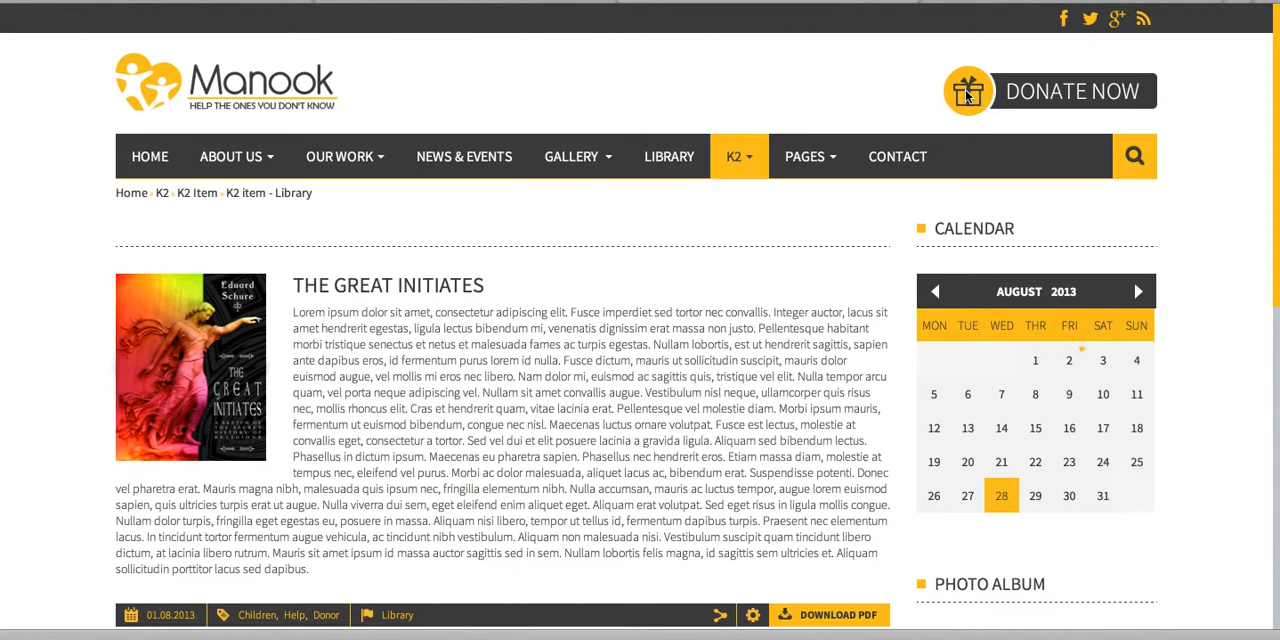 Manook
HELP THE ONES YOU DON'T KNOW
DONATE NOW
HOME ABOUT US OUR WORK NEWS & EVENTS GALLERY LIBRARY K2 PAGES CONTACT
Home » K2 » K2 Item » K2 item - Library
CALENDAR
AUGUST 2013
MON TUE WED THR FRI SAT SUN
1 2 3 4
5 6 7 8 9 10 11
12 13 14 15 16 17 18
19 20 21 22 23 24 25
26 27 28 29 30 31
PHOTO ALBUM
Eduard
Schure
THE
GREAT
INITIATES
A SKETCH OF
THE SECRET
HISTORY OF
RELIGIONS
THE GREAT INITIATES
Lorem ipsum dolor sit amet, consectetur adipiscing elit. Fusce imperdiet sed tortor nec convallis. Integer auctor, lacus sit
amet hendrerit egestas, ligula lectus bibendum mi, venenatis dignissim erat massa non justo. Pellentesque habitant
morbi tristique senectus et netus et malesuada fames ac turpis egestas. Nullam lobortis, est ut hendrerit sagittis, sapien
ante dapibus eros, id fermentum purus lorem id nulla. Fusce dictum, mauris ut sollicitudin suscipit, mauris dolor
euismod augue, vel mollis mi eros nec libero. Nam dolor mi, euismod ac sagittis quis, tristique vel elit. Nulla tempor arcu
quam, vel porta neque adipiscing vel. Nullam sit amet convallis augue. Vestibulum nisl neque, ullamcorper quis risus
nec, mollis rhoncus elit. Cras et hendrerit quam, vitae lacinia erat. Pellentesque vel molestie diam. Morbi ipsum mauris,
fermentum ut euismod bibendum, congue nec nisl. Maecenas luctus ornare volutpat. Fusce est lectus, molestie at
convallis eget, consectetur a tortor. Sed vel dui et elit posuere lacinia a gravida ligula. Aliquam sed bibendum lectus.
Phasellus in dictum ipsum. Maecenas eu pharetra sapien. Phasellus nec hendrerit eros. Etiam massa diam, molestie at
tempus nec, eleifend vel purus. Morbi ac dolor malesuada, aliquet lacus ac, bibendum erat. Suspendisse potenti. Donec
vel pharetra erat. Mauris magna nibh, malesuada quis ipsum nec, fringilla elementum nibh. Nulla accumsan, mauris ac luctus tempor, augue lorem euismod
sapien, quis ultricies turpis erat ut augue. Nulla viverra dui sem, eget eleifend enim aliquet eget. Aliquam erat volutpat. Sed eget risus in ligula mollis congue.
Nullam dolor turpis, fringilla eget egestas eu, posuere in massa. Aliquam nisi libero, tempor ut tellus id, fermentum dapibus turpis. Praesent nec elementum
lacus. In tincidunt tortor fermentum augue vehicula, ac tincidunt nibh vestibulum. Aliquam non malesuada nisi. Vestibulum suscipit quam tincidunt libero
dictum, at lacinia libero rutrum. Mauris sit amet ipsum id massa auctor sagittis sed in sem. Nullam lobortis felis magna, id sagittis sem ultricies et. Aliquam
sollicitudin porttitor lacus sed dapibus.
01.08.2013 Children, Help, Donor Library DOWNLOAD PDF